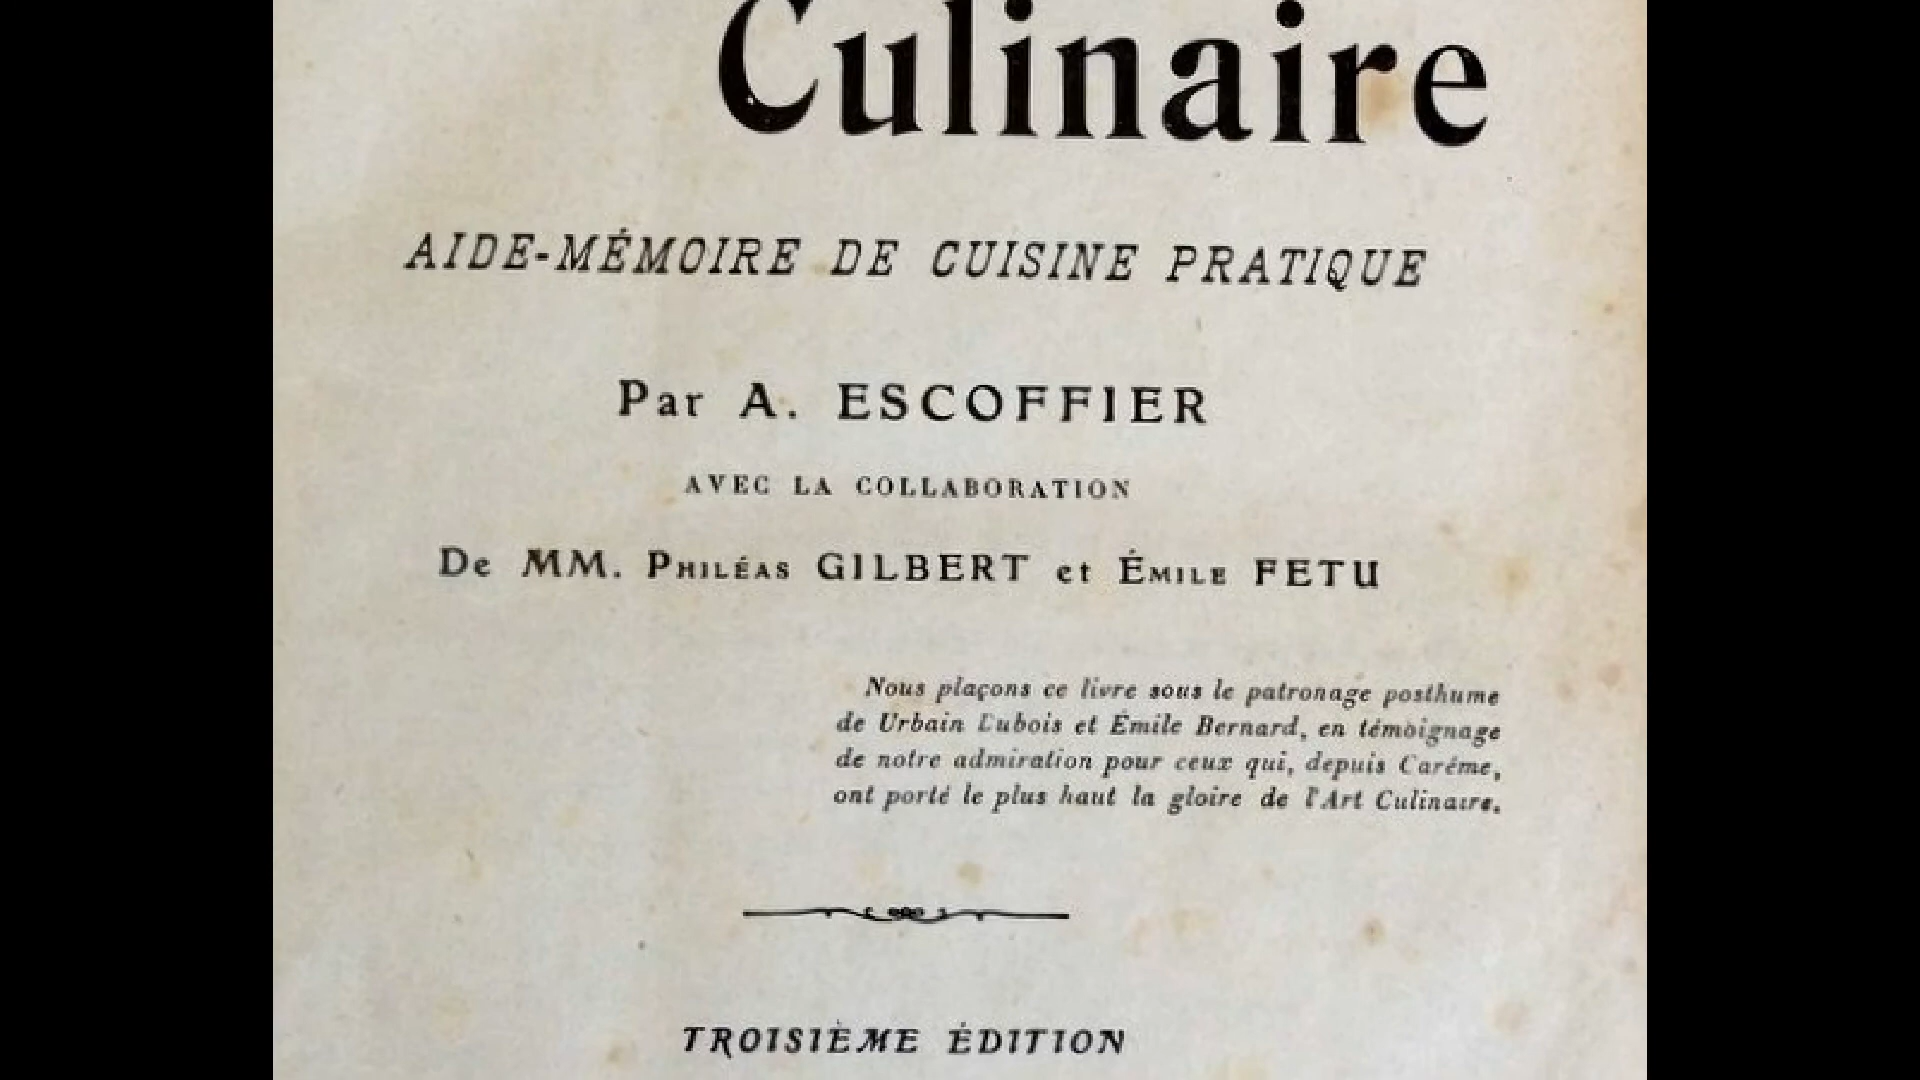 Culinaire
AIDE-MÉMOIRE DE CUISINE PRATIQUE
Par A. ESCOFFIER
AVEC LA COLLABORATION
De MM. PHILÉAS GILBERT et ÉMILE FETU
Nous plaçons ce livre sous le patronage posthume
de Urbain Dubois et Émile Bernard, en témoignage
de notre admiration pour ceux qui, depuis Carême,
ont porté le plus haut la gloire de l'Art Culinaire.
TROISIÈME ÉDITION